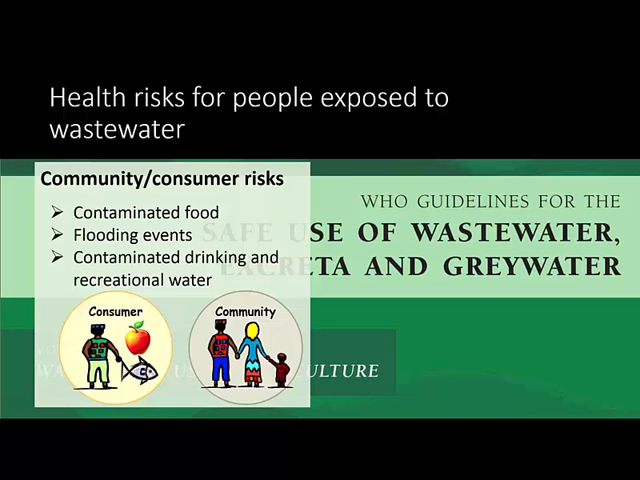 Health risks for people exposed to
wastewater
Community/consumer risks
➢ Contaminated food
➢ Flooding events
➢ Contaminated drinking and
recreational water
Consumer
Community
WHO GUIDELINES FOR THE
SAFE USE OF WASTEWATER,
EXCRETA AND GREYWATER
CULTURE